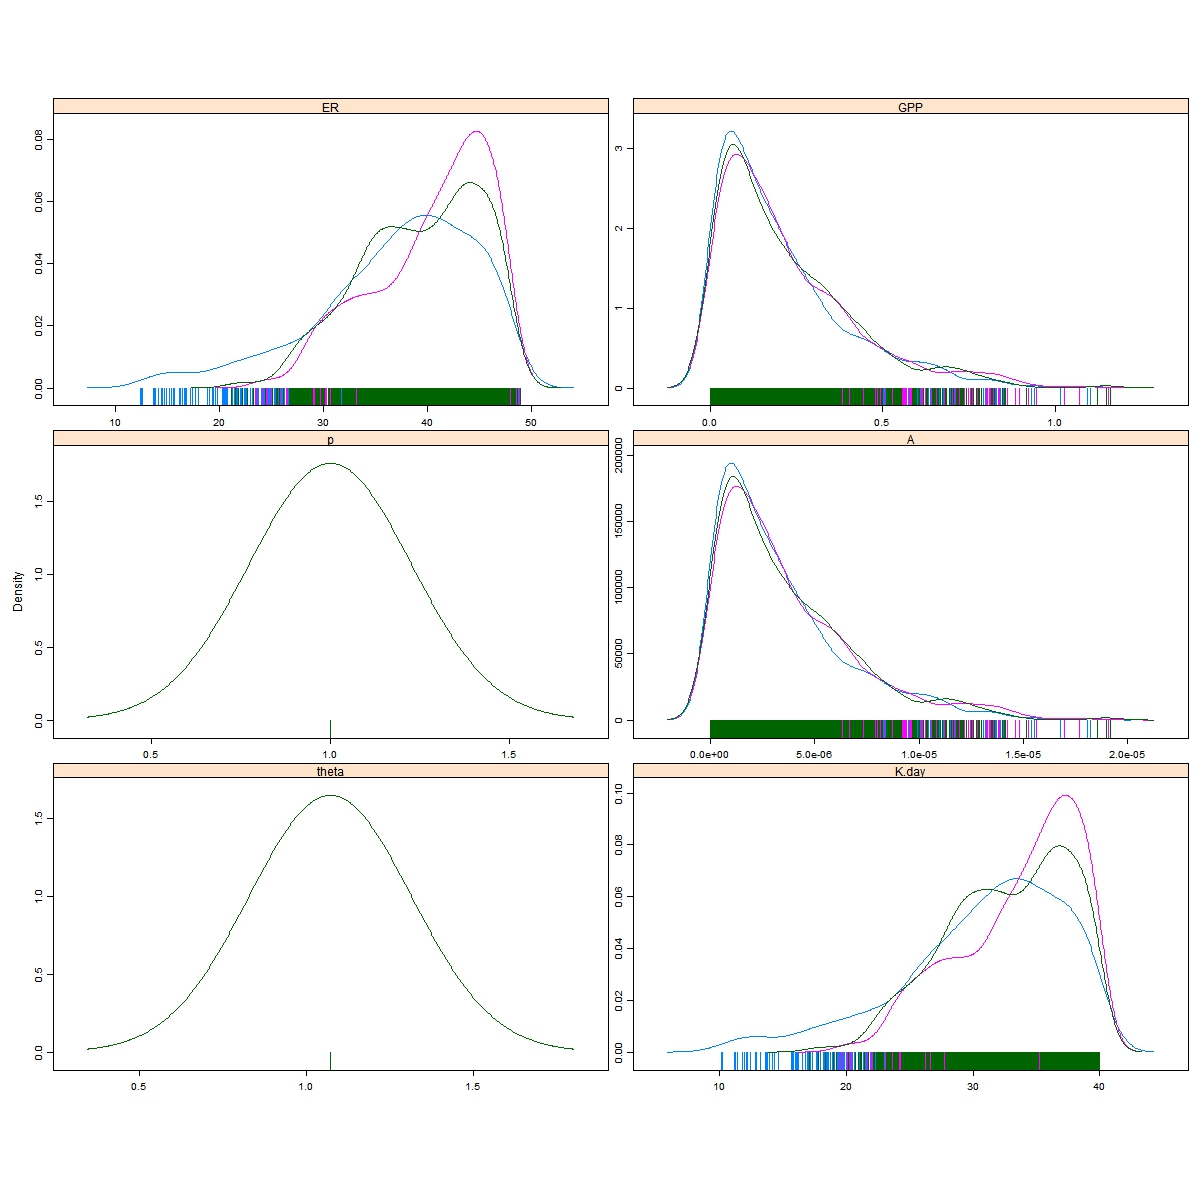 ER
0.00 0.02 0.04 0.06 0.08
10 20 30 40 50
GPP
0 1 2 3
0.0 0.5 1.0
p
0.0 0.5 1.0 1.5
0.5 1.0 1.5
A
0 50000 100000 150000 200000
0.0e+00 5.0e-06 1.0e-05 1.5e-05 2.0e-05
Density
theta
0.0 0.5 1.0 1.5
0.5 1.0 1.5
K.day
0.00 0.02 0.04 0.06 0.08 0.10
10 20 30 40